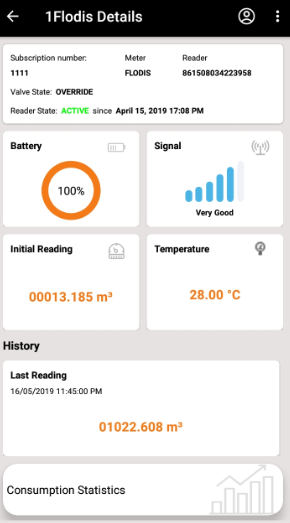 1Flodis Details
Subscription number: Meter Reader
1111 FLODIS 861508034223958
Valve State: OVERRIDE
Reader State: ACTIVE since April 15, 2019 17:08 PM
Battery
100%
Signal
Very Good
Initial Reading
00013.185 m³
Temperature
28.00 °C
History
Last Reading
16/05/2019 11:45:00 PM
01022.608 m³
Consumption Statistics